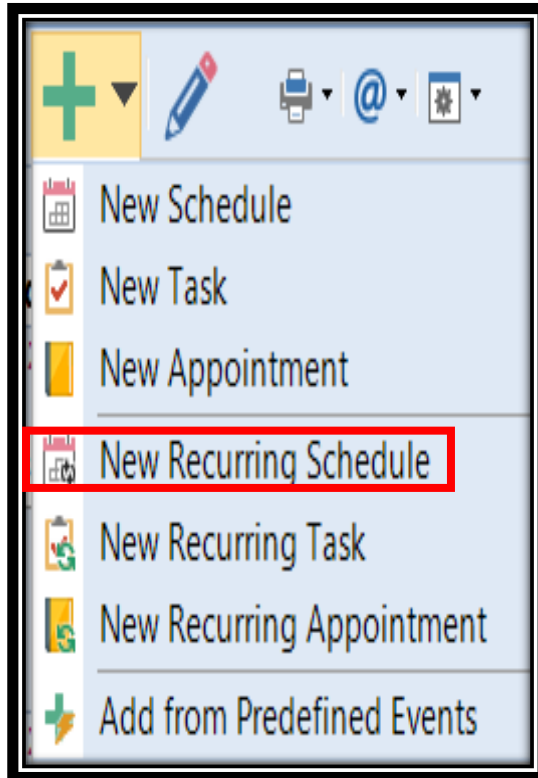 @
New Schedule
New Task
New Appointment
New Recurring Schedule
New Recurring Task
New Recurring Appointment
Add from Predefined Events